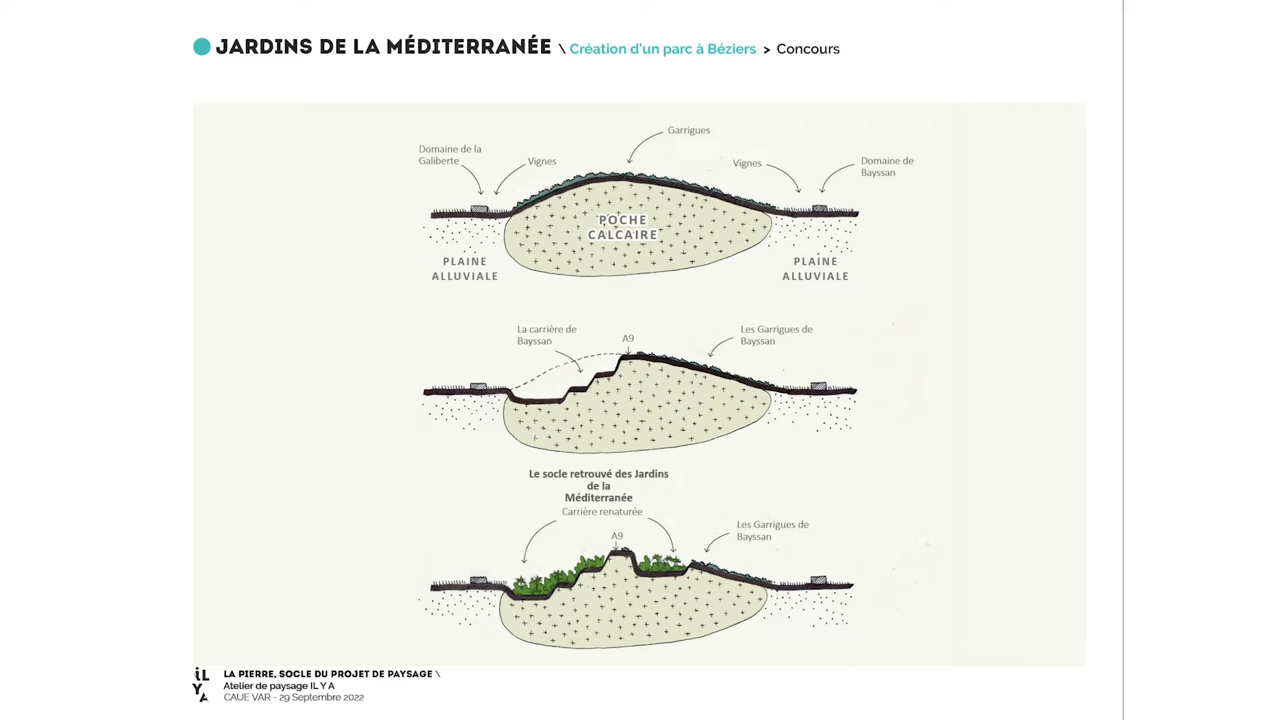 JARDINS DE LA MÉDITERRANÉE \ Création d'un parc à Béziers > Concours
Garrigues
Domaine de la
Galiberte
Vignes
Vignes
Domaine de
Bayssan
POCHE
CALCAIRE
PLAINE
ALLUVIALE
PLAINE
ALLUVIALE
La carrière de
Bayssan
A9
Les Garrigues de
Bayssan
Le socle retrouvé des Jardins
de la
Méditerranée
Carrière renaturée
A9
Les Garrigues de
Bayssan
iL
YA
LA PIERRE, SOCLE DU PROJET DE PAYSAGE \
Atelier de paysage IL Y A
CAUE VAR - 29 Septembre 2022